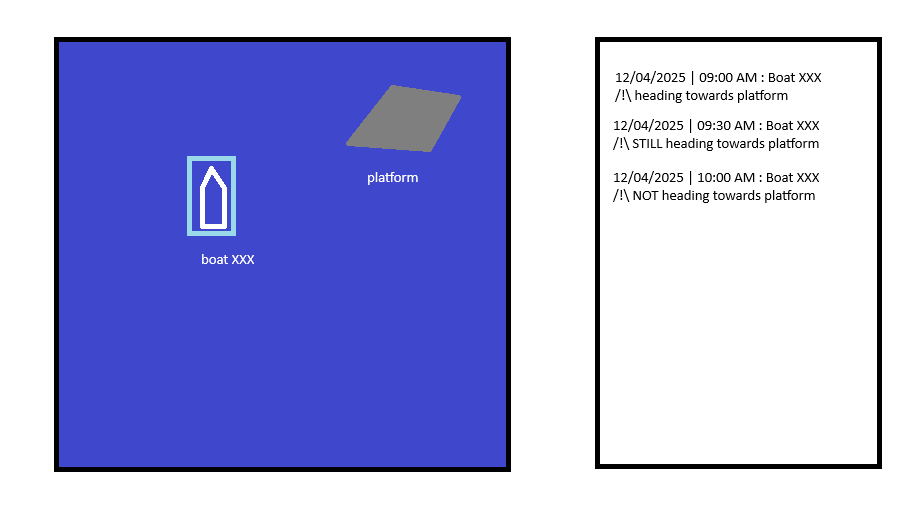 platform
boat XXX
12/04/2025 | 09:00 AM : Boat XXX
/!\ heading towards platform
12/04/2025 | 09:30 AM : Boat XXX
/!\ STILL heading towards platform
12/04/2025 | 10:00 AM : Boat XXX
/!\ NOT heading towards platform